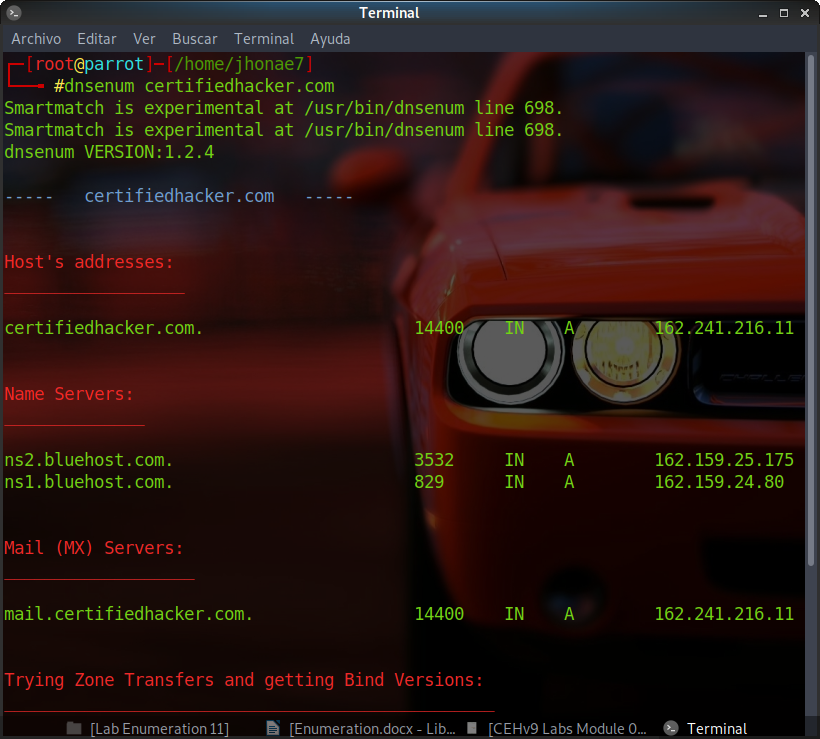 Terminal
Archivo Editar Ver Buscar Terminal Ayuda
[root@parrot]─[/home/jhonae7]
#dnsenum certifiedhacker.com
Smartmatch is experimental at /usr/bin/dnsenum line 698.
Smartmatch is experimental at /usr/bin/dnsenum line 698.
dnsenum VERSION:1.2.4
----- certifiedhacker.com -----
Host's addresses:
__________________
certifiedhacker.com. 14400 IN A 162.241.216.11
Name Servers:
______________
ns2.bluehost.com. 3532 IN A 162.159.25.175
ns1.bluehost.com. 829 IN A 162.159.24.80
Mail (MX) Servers:
___________________
mail.certifiedhacker.com. 14400 IN A 162.241.216.11
Trying Zone Transfers and getting Bind Versions:
_________________________________________________
[Lab Enumeration 11] [Enumeration.docx - Lib... [CEHv9 Labs Module 0... Terminal